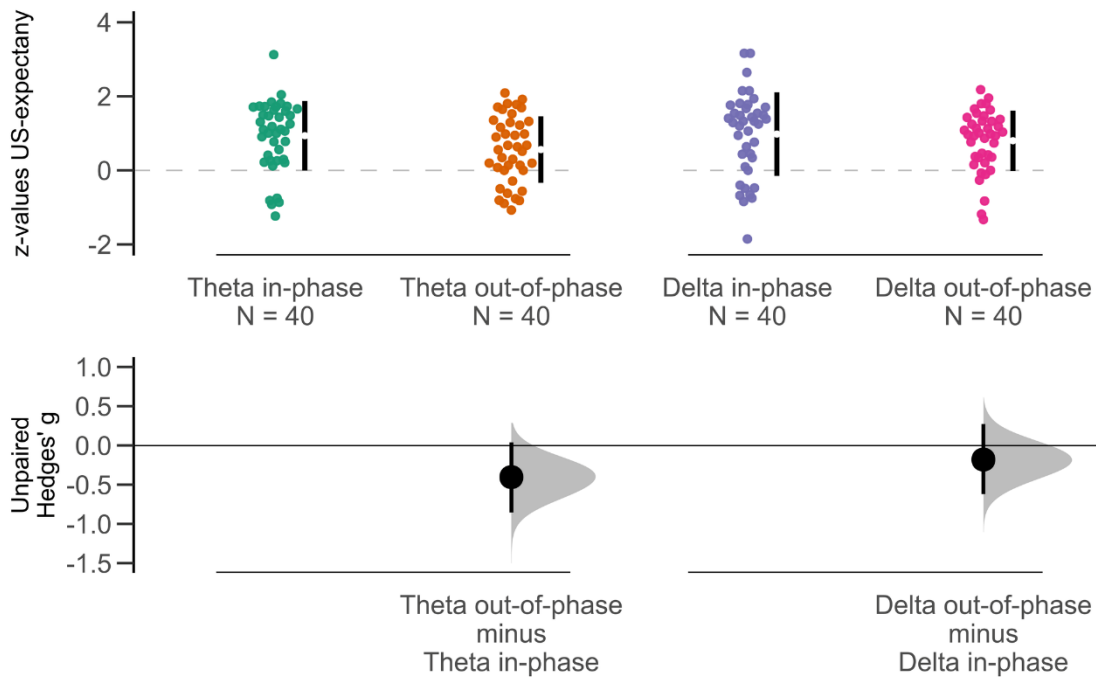 z-values US-expectany
4
2
0
-2
Theta in-phase
N = 40
Theta out-of-phase
N = 40
Delta in-phase
N = 40
Delta out-of-phase
N = 40
Unpaired
Hedges' g
1.0
0.5
0.0
-0.5
-1.0
-1.5
Theta out-of-phase
minus
Theta in-phase
Delta out-of-phase
minus
Delta in-phase